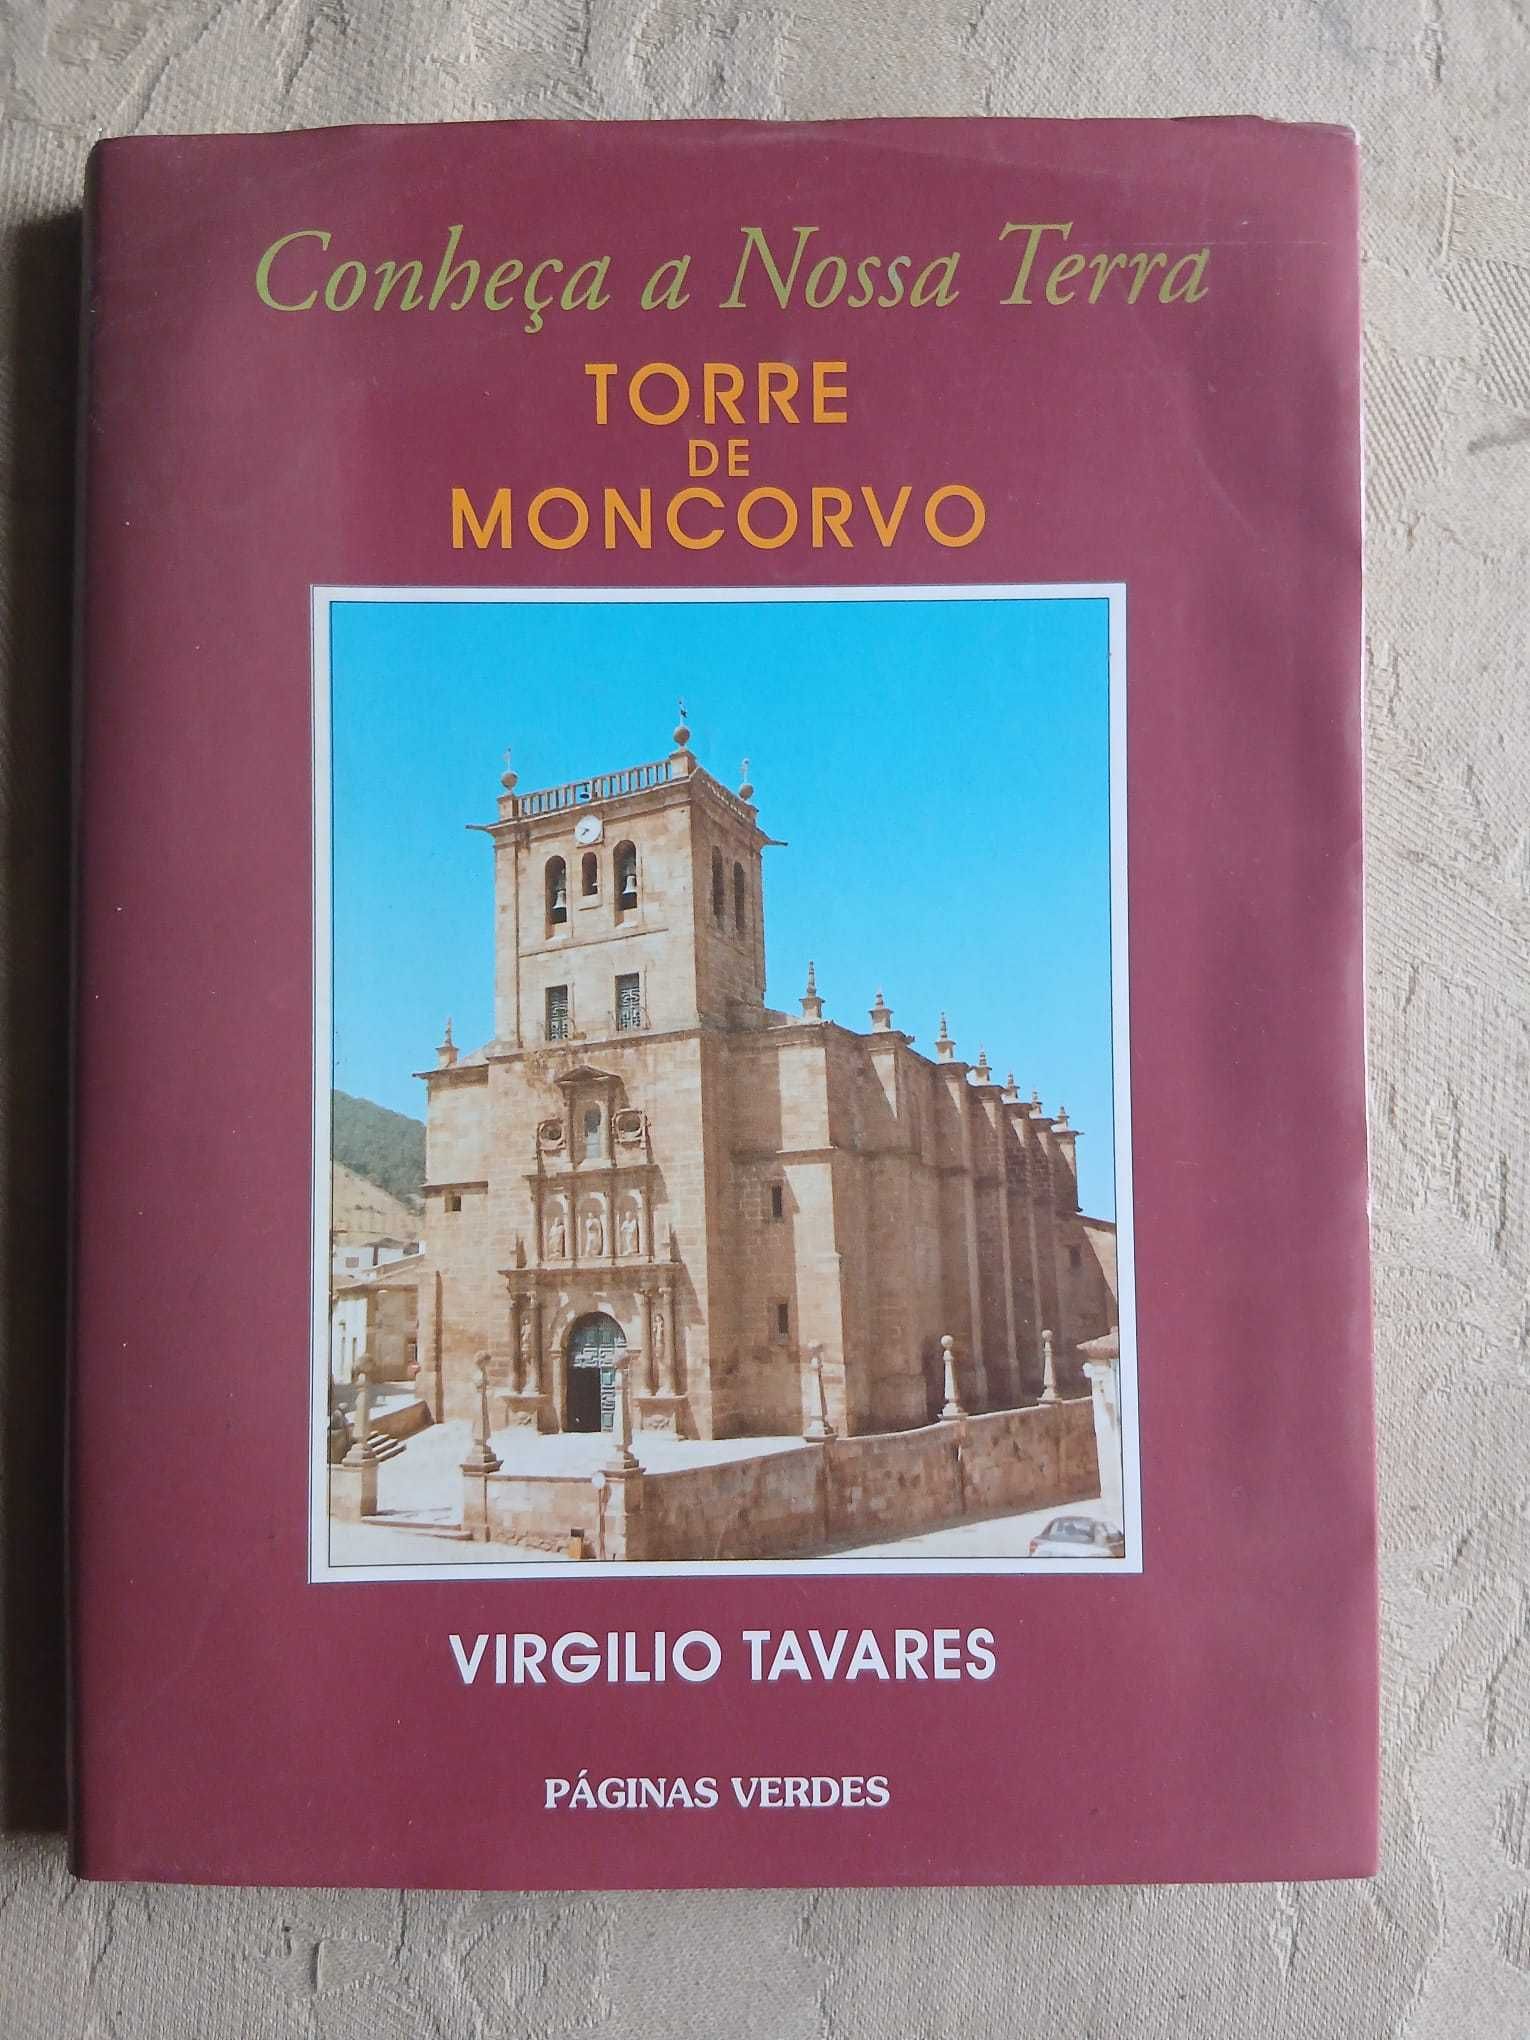 Conheça a Nossa Terra
TORRE
DE
MONCORVO
VIRGILIO TAVARES
PÁGINAS VERDES